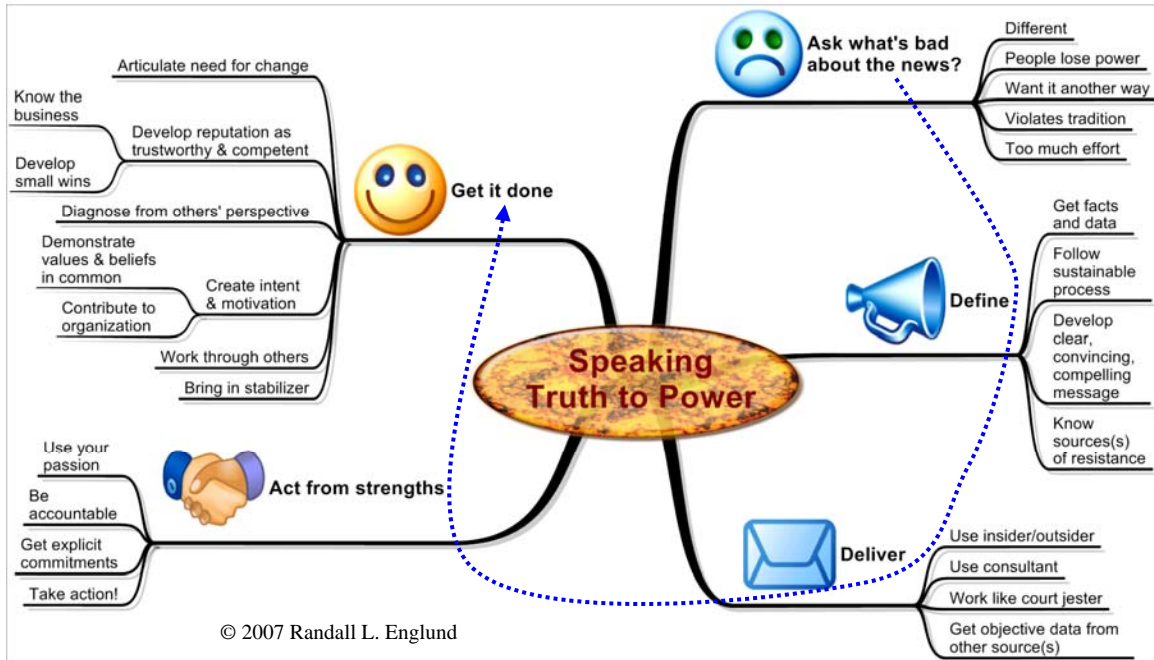 Speaking
Truth to Power
Ask what's bad
about the news?
Different
People lose power
Want it another way
Violates tradition
Too much effort
Define
Get facts
and data
Follow
sustainable
process
Develop
clear,
convincing,
compelling
message
Know
sources(s)
of resistance
Deliver
Use insider/outsider
Use consultant
Work like court jester
Get objective data from
other source(s)
Act from strengths
Use your
passion
Be
accountable
Get explicit
commitments
Take action!
Get it done
Articulate need for change
Develop reputation as
trustworthy & competent
Know the
business
Develop
small wins
Diagnose from others' perspective
Create intent
& motivation
Demonstrate
values & beliefs
in common
Contribute to
organization
Work through others
Bring in stabilizer
© 2007 Randall L. Englund